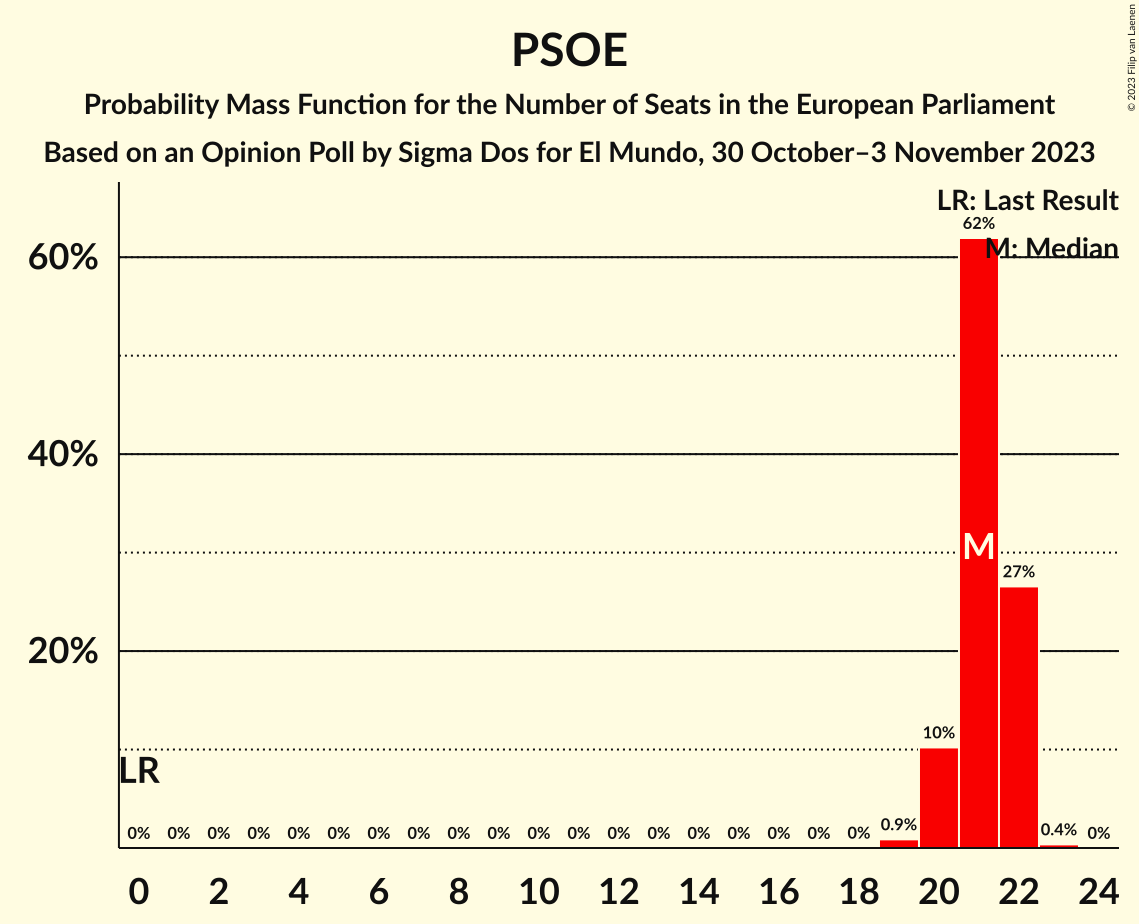 PSOE
Probability Mass Function for the Number of Seats in the European Parliament
Based on an Opinion Poll by Sigma Dos for El Mundo, 30 October–3 November 2023
© 2023 Filip van Laenen
LR: Last Result
M: Median
62%
60%
40%
M
27%
20%
10%
LR
0% 0% 0% 0% 0% 0% 0% 0% 0% 0% 0% 0% 0% 0% 0% 0% 0% 0% 0% 0.9% 0.4% 0%
0 2 4 6 8 10 12 14 16 18 20 22 24